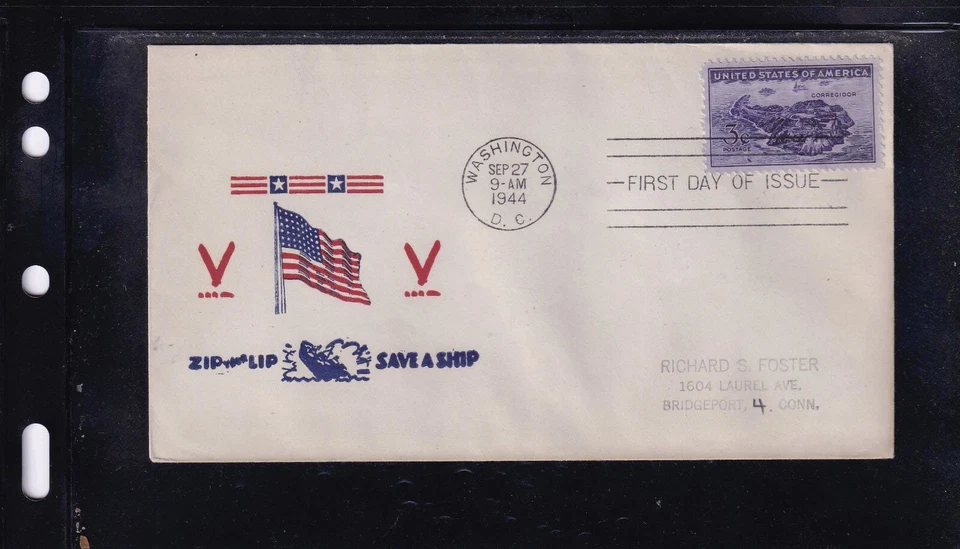 UNITED STATES OF AMERICA
CORREGIDOR
3¢
POSTAGE
WASHINGTON
SEP 27
9-AM
1944
D. C.
FIRST DAY OF ISSUE
V
V
ZIP THE LIP SAVE A SHIP
RICHARD S. FOSTER
1604 LAUREL AVE.
BRIDGEPORT, 4. CONN.